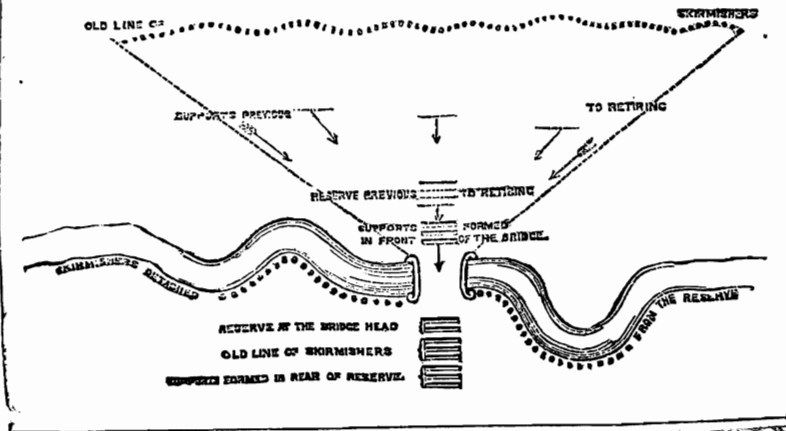 OLD LINE OF SKIRMISHERS
SUPPORTS PREVIOUS TO RETIRING
RESERVE PREVIOUS TO RETIRING
SUPPORTS FORMED
IN FRONT OF THE BRIDGE.
SKIRMISHERS DETACHED FROM THE RESERVE
RESERVE AT THE BRIDGE HEAD
OLD LINE OF SKIRMISHERS
SUPPORTS FORMED IN REAR OF RESERVE.